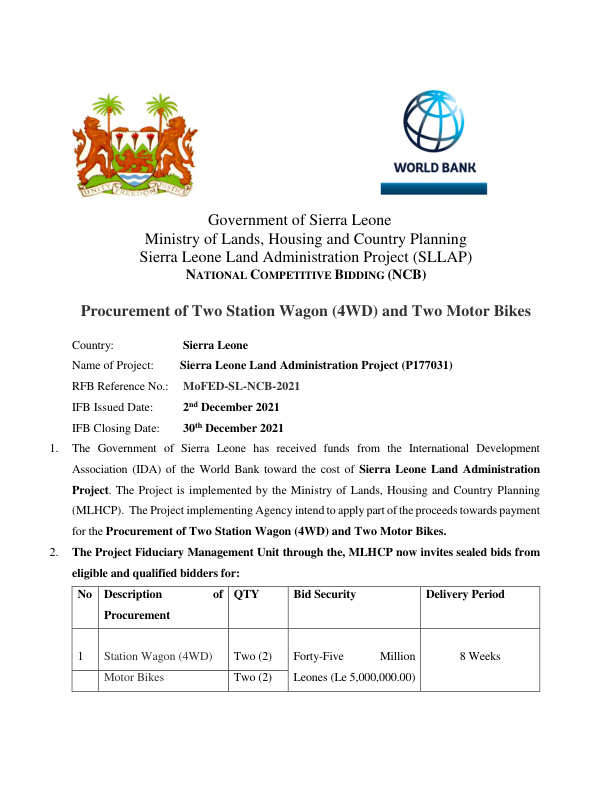 UNITY FREEDOM JUSTICE
WORLD BANK
Government of Sierra Leone
Ministry of Lands, Housing and Country Planning
Sierra Leone Land Administration Project (SLLAP)
NATIONAL COMPETITIVE BIDDING (NCB)
Procurement of Two Station Wagon (4WD) and Two Motor Bikes
Country: Sierra Leone
Name of Project: Sierra Leone Land Administration Project (P177031)
RFB Reference No.: MoFED-SL-NCB-2021
IFB Issued Date: 2nd December 2021
IFB Closing Date: 30th December 2021
1. The Government of Sierra Leone has received funds from the International Development
Association (IDA) of the World Bank toward the cost of Sierra Leone Land Administration
Project. The Project is implemented by the Ministry of Lands, Housing and Country Planning
(MLHCP). The Project implementing Agency intend to apply part of the proceeds towards payment
for the Procurement of Two Station Wagon (4WD) and Two Motor Bikes.
2. The Project Fiduciary Management Unit through the, MLHCP now invites sealed bids from
eligible and qualified bidders for:
No Description of QTY Bid Security Delivery Period
Procurement
1 Station Wagon (4WD) Two (2) Forty-Five Million 8 Weeks
Motor Bikes Two (2) Leones (Le 5,000,000.00)